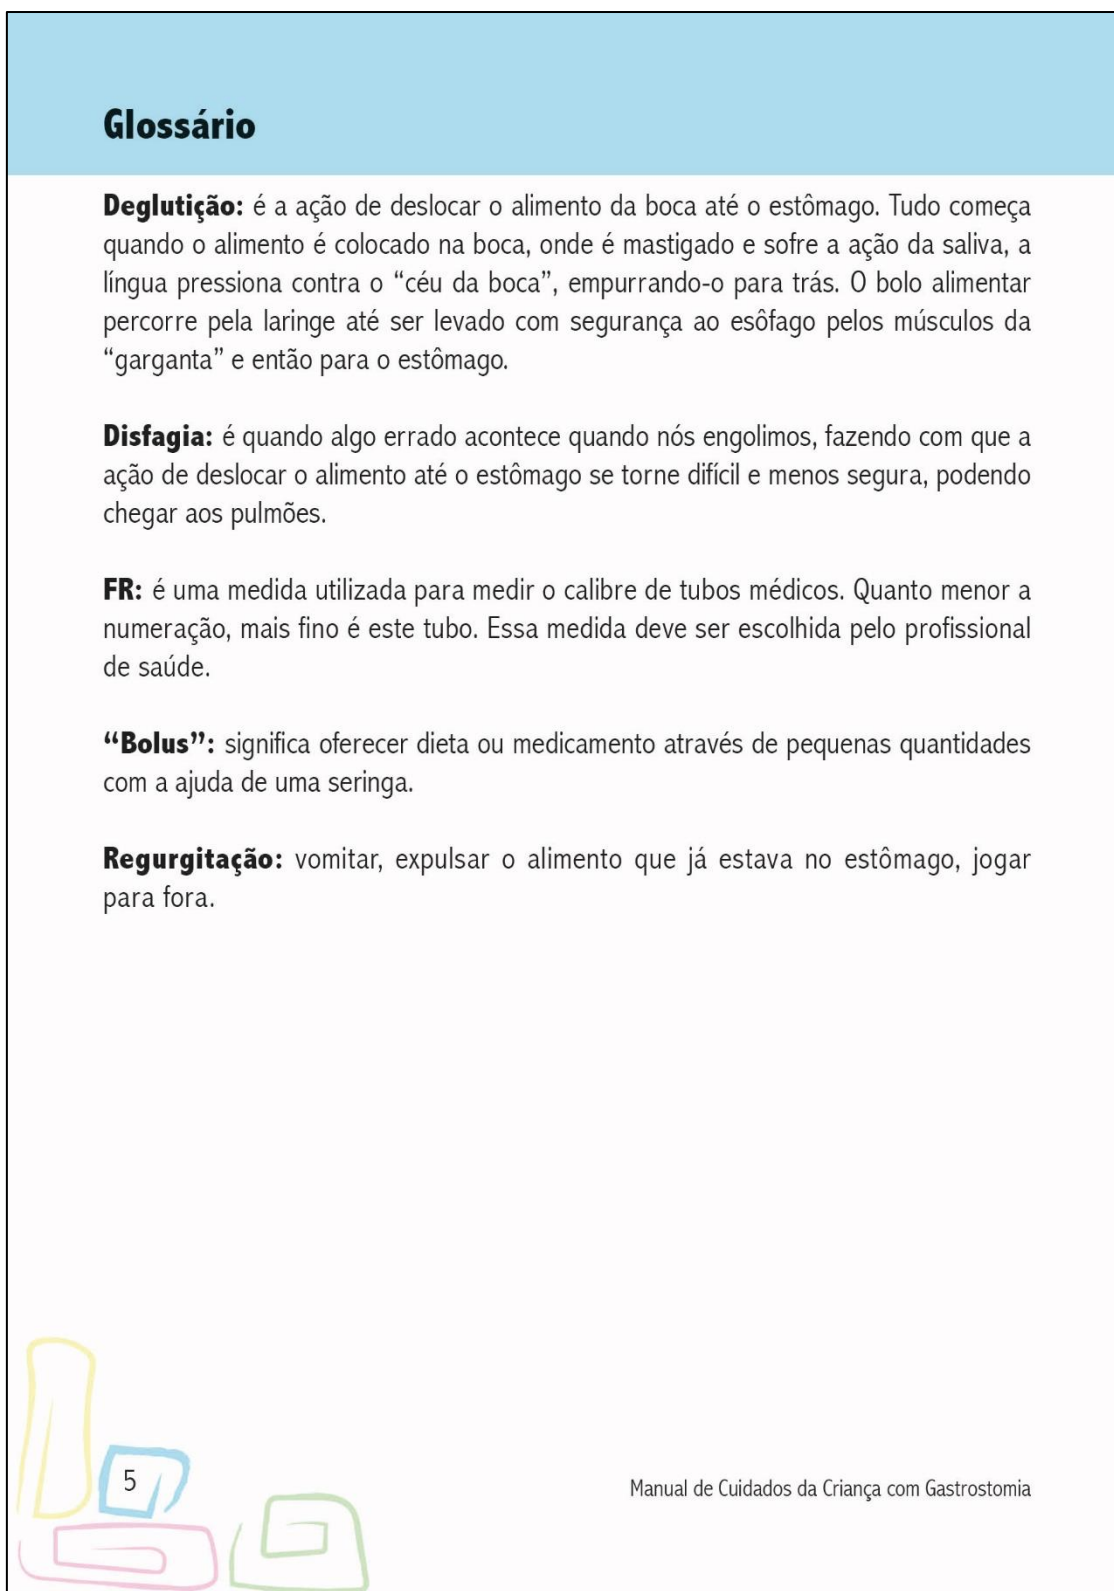 Glossário
Deglutição: é a ação de deslocar o alimento da boca até o estômago. Tudo começa
quando o alimento é colocado na boca, onde é mastigado e sofre a ação da saliva, a
língua pressiona contra o “céu da boca”, empurrando-o para trás. O bolo alimentar
percorre pela laringe até ser levado com segurança ao esôfago pelos músculos da
“garganta” e então para o estômago.
Disfagia: é quando algo errado acontece quando nós engolimos, fazendo com que a
ação de deslocar o alimento até o estômago se torne difícil e menos segura, podendo
chegar aos pulmões.
FR: é uma medida utilizada para medir o calibre de tubos médicos. Quanto menor a
numeração, mais fino é este tubo. Essa medida deve ser escolhida pelo profissional
de saúde.
“Bolus”: significa oferecer dieta ou medicamento através de pequenas quantidades
com a ajuda de uma seringa.
Regurgitação: vomitar, expulsar o alimento que já estava no estômago, jogar
para fora.
5
Manual de Cuidados da Criança com Gastrostomia